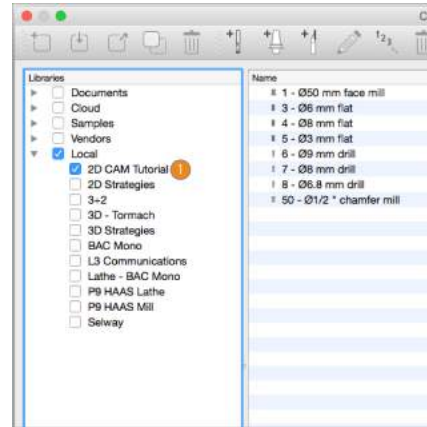 C
Libraries
Documents
Cloud
Samples
Vendors
Local
2D CAM Tutorial 1
2D Strategies
3+2
3D - Tormach
3D Strategies
BAC Mono
L3 Communications
Lathe - BAC Mono
P9 HAAS Lathe
P9 HAAS Mill
Selway
Name
1 - Ø50 mm face mill
3 - Ø6 mm flat
4 - Ø8 mm flat
5 - Ø3 mm flat
6 - Ø9 mm drill
7 - Ø8 mm drill
8 - Ø6.8 mm drill
50 - Ø1/2 " chamfer mill